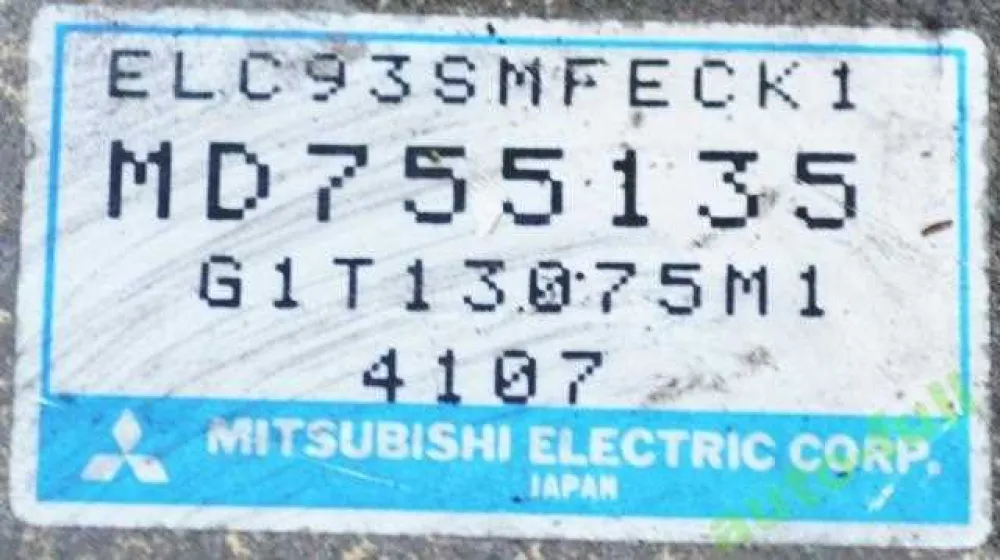 ELC93SMFECK1
MD755135
G1T13075M1
4107
MITSUBISHI ELECTRIC CORP.
JAPAN